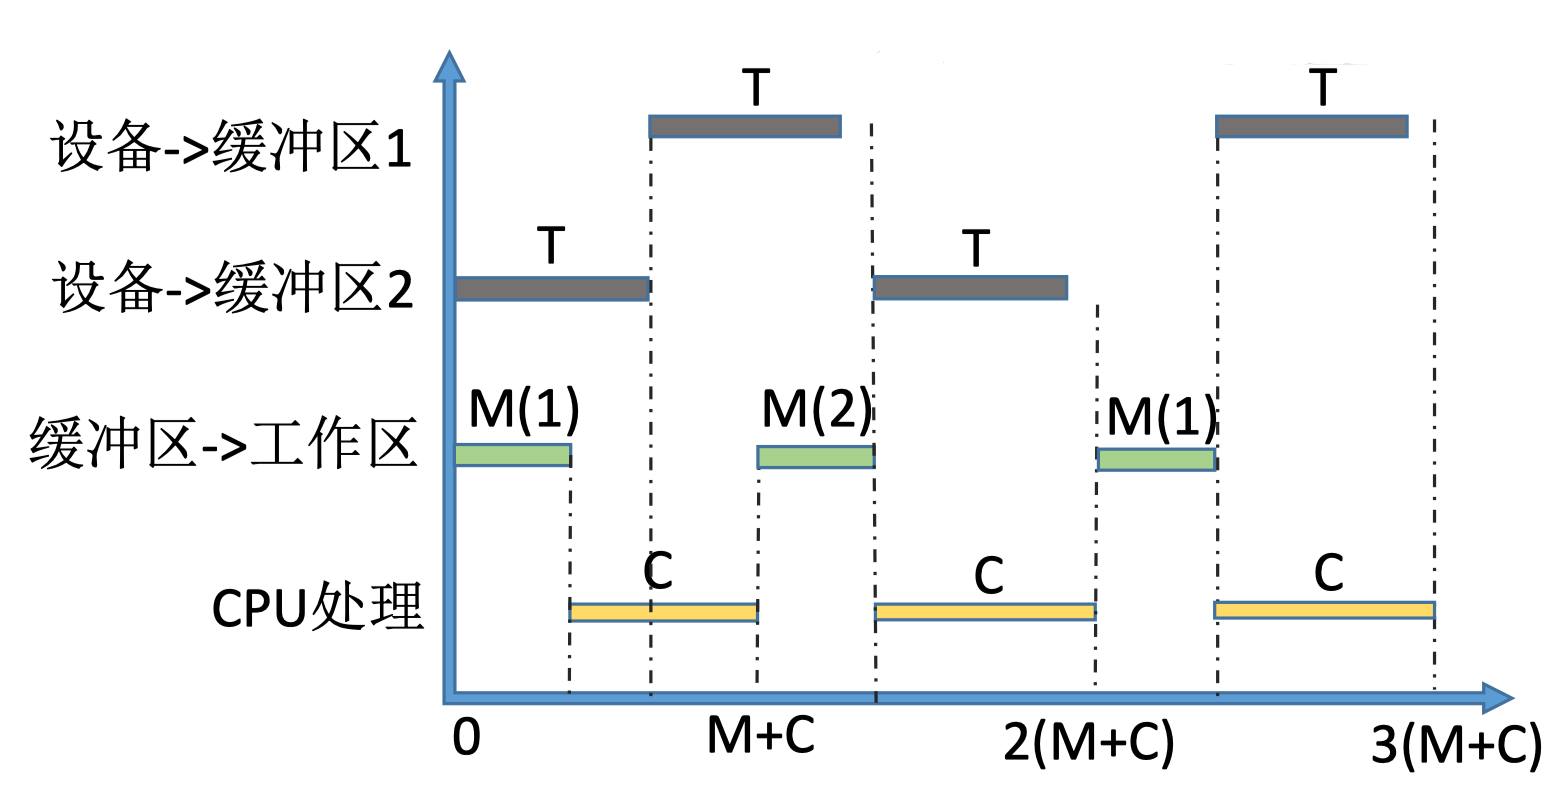 T T
设备->缓冲区1
T T
设备->缓冲区2
M(1) M(2) M(1)
缓冲区->工作区
C C C
CPU处理
0 M+C 2(M+C) 3(M+C)